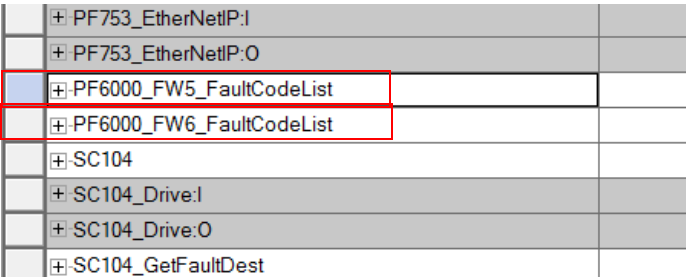 PF753_EtherNetIP:I
PF753_EtherNetIP:O
PF6000_FW5_FaultCodeList
PF6000_FW6_FaultCodeList
SC104
SC104_Drive:I
SC104_Drive:O
SC104_GetFaultDest